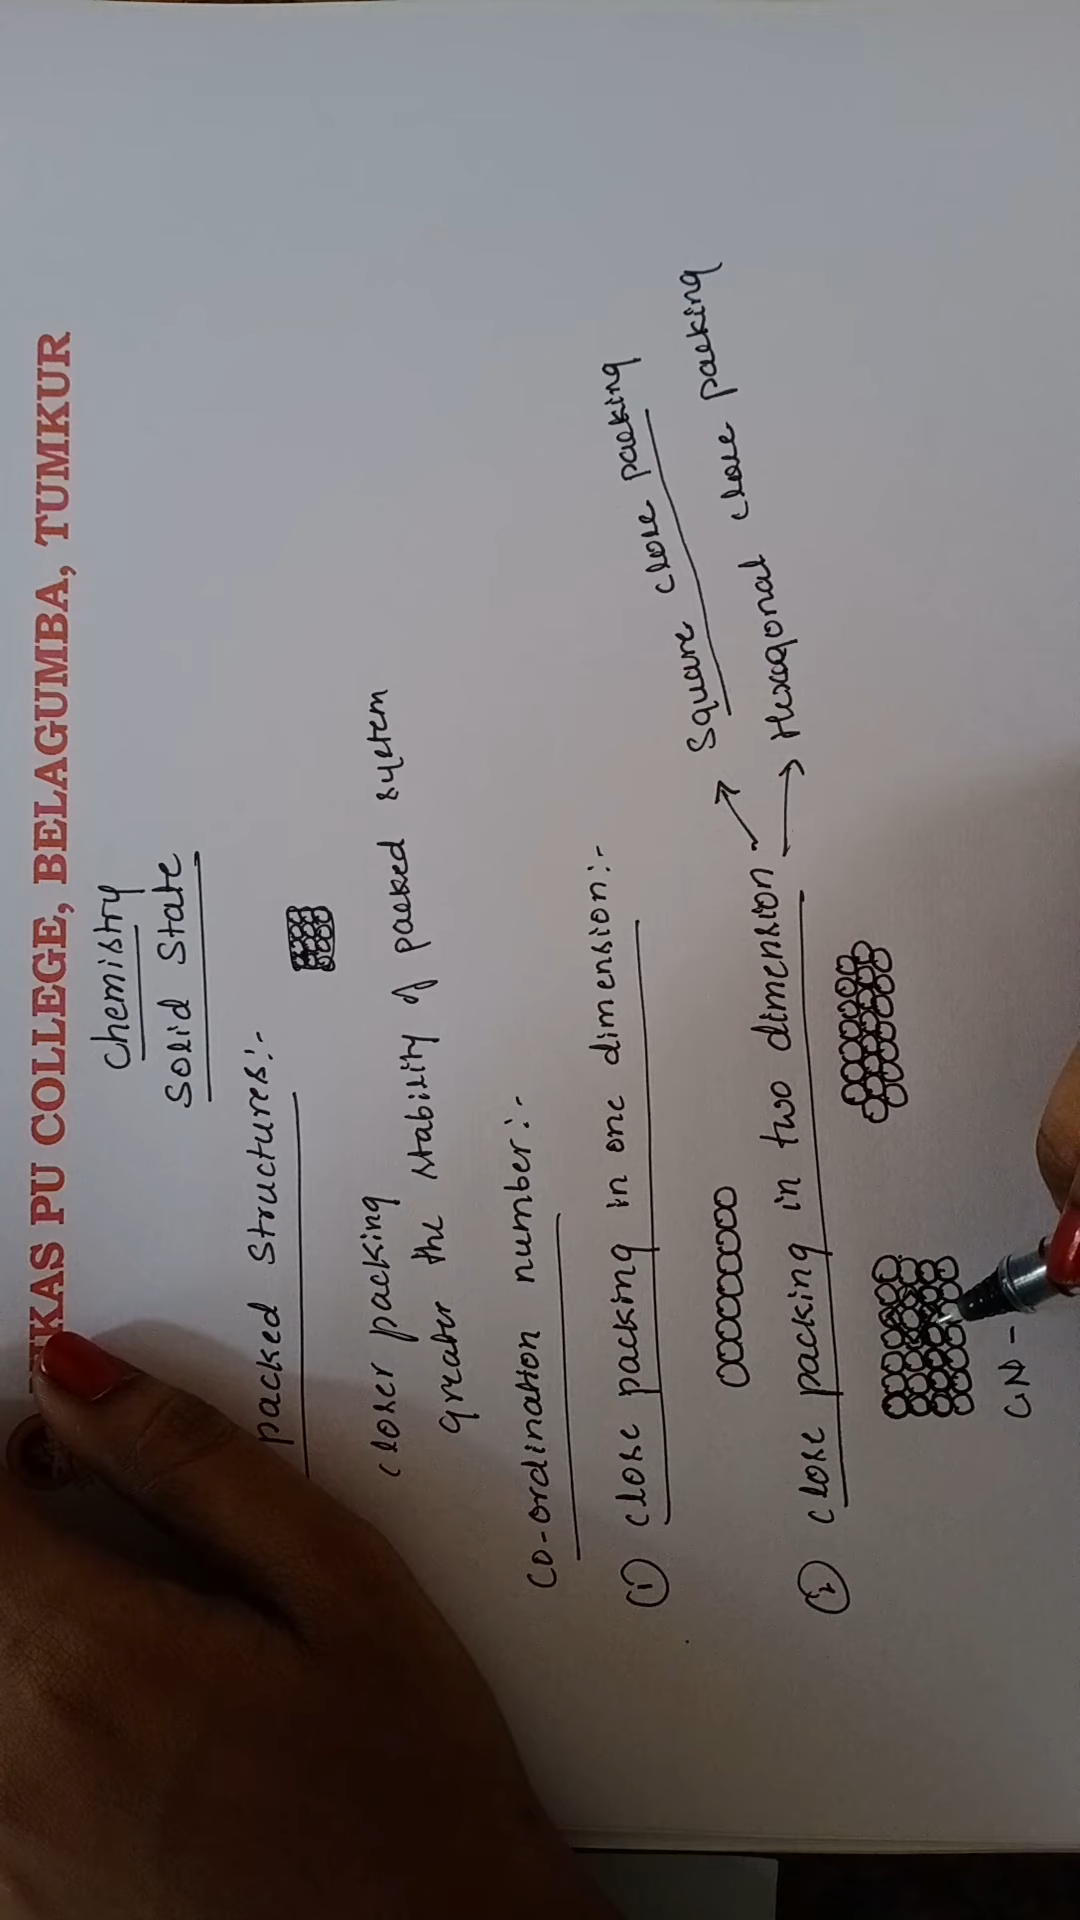 IKAS PU COLLEGE, BELAGUMBA, TUMKUR
Chemistry
Solid State
packed structures:-
closer packing
greater the stability of packed system
Co-ordination number:-
① close packing in one dimension:-
② close packing in two dimension → Square close packing
→ Hexagonal close packing
CN -